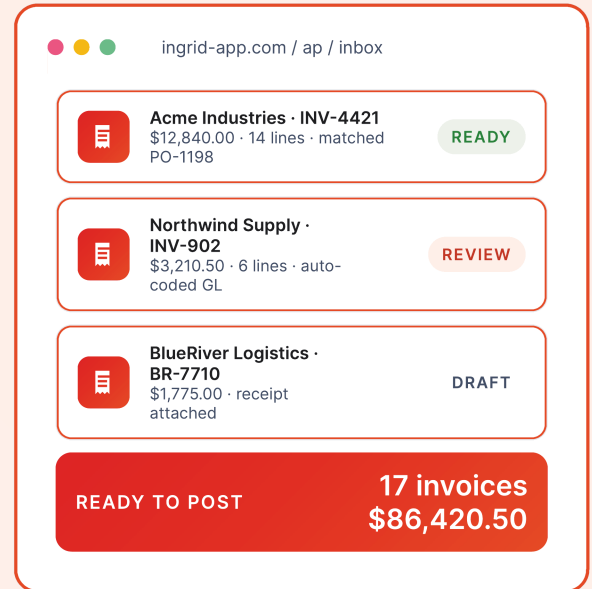 ingrid-app.com / ap / inbox
Acme Industries · INV-4421
$12,840.00 · 14 lines · matched
PO-1198
READY
Northwind Supply ·
INV-902
$3,210.50 · 6 lines · auto-
coded GL
REVIEW
BlueRiver Logistics ·
BR-7710
$1,775.00 · receipt
attached
DRAFT
READY TO POST
17 invoices
$86,420.50